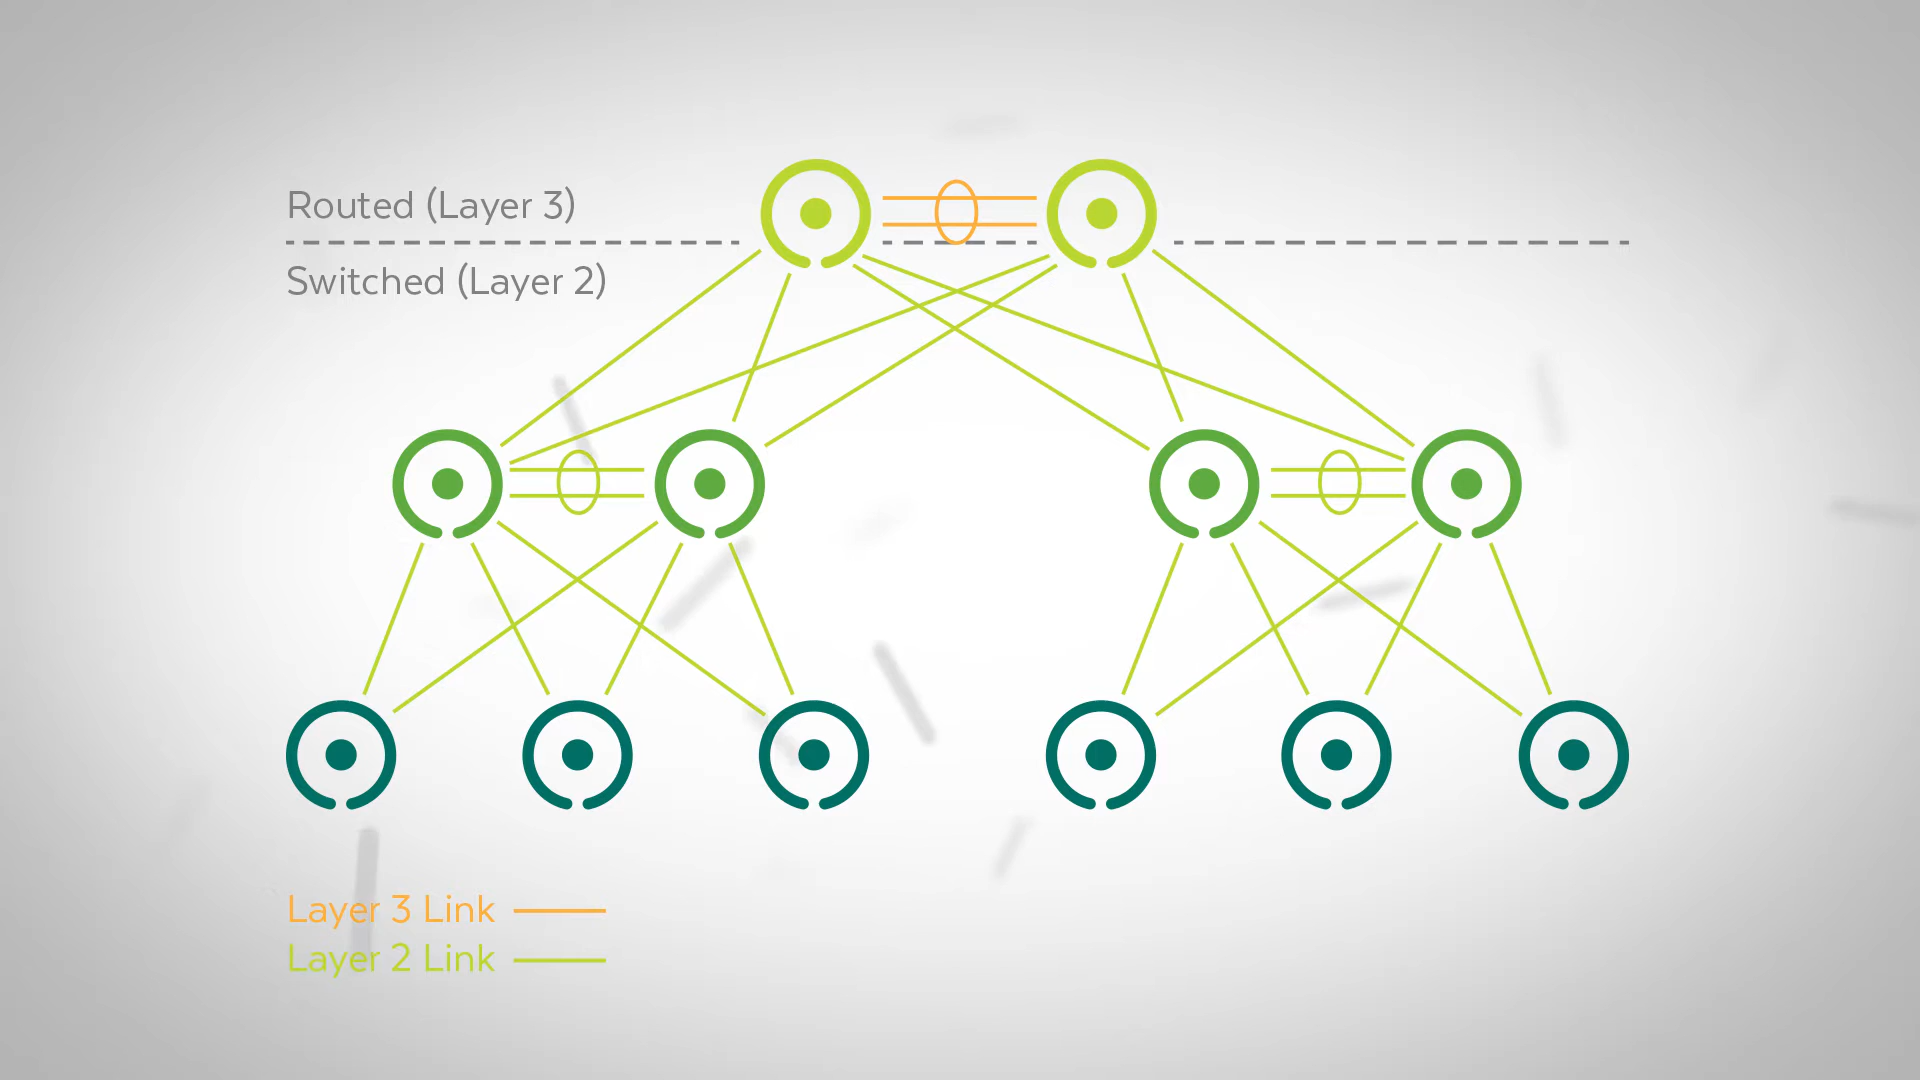 Routed (Layer 3)
Switched (Layer 2)
Layer 3 Link
Layer 2 Link